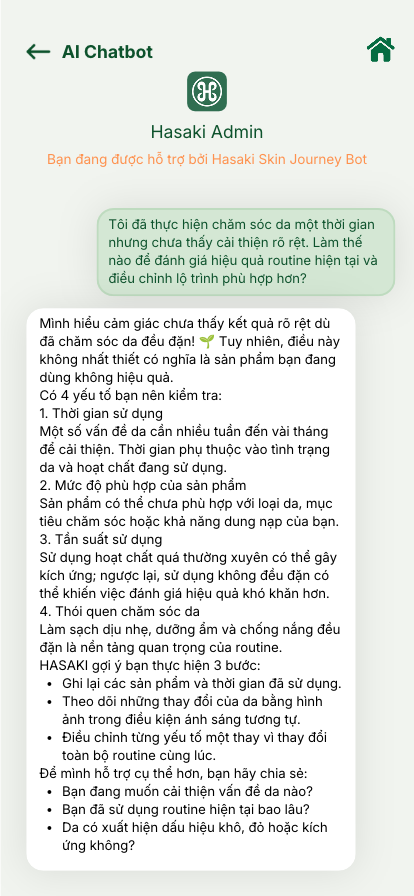 AI Chatbot
Hasaki Admin
Bạn đang được hỗ trợ bởi Hasaki Skin Journey Bot
Tôi đã thực hiện chăm sóc da một thời gian
nhưng chưa thấy cải thiện rõ rệt. Làm thế
nào để đánh giá hiệu quả routine hiện tại và
điều chỉnh lộ trình phù hợp hơn?
Mình hiểu cảm giác chưa thấy kết quả rõ rệt dù
đã chăm sóc da đều đặn! 🌱 Tuy nhiên, điều này
không nhất thiết có nghĩa là sản phẩm bạn đang
dùng không hiệu quả.
Có 4 yếu tố bạn nên kiểm tra:
1. Thời gian sử dụng
Một số vấn đề da cần nhiều tuần đến vài tháng
để cải thiện. Thời gian phụ thuộc vào tình trạng
da và hoạt chất đang sử dụng.
2. Mức độ phù hợp của sản phẩm
Sản phẩm có thể chưa phù hợp với loại da, mục
tiêu chăm sóc hoặc khả năng dung nạp của bạn.
3. Tần suất sử dụng
Sử dụng hoạt chất quá thường xuyên có thể gây
kích ứng; ngược lại, sử dụng không đều đặn có
thể khiến việc đánh giá hiệu quả khó khăn hơn.
4. Thói quen chăm sóc da
Làm sạch dịu nhẹ, dưỡng ẩm và chống nắng đều
đặn là nền tảng quan trọng của routine.
HASAKI gợi ý bạn thực hiện 3 bước:
• Ghi lại các sản phẩm và thời gian đã sử dụng.
• Theo dõi những thay đổi của da bằng hình
ảnh trong điều kiện ánh sáng tương tự.
• Điều chỉnh từng yếu tố một thay vì thay đổi
toàn bộ routine cùng lúc.
Để mình hỗ trợ cụ thể hơn, bạn hãy chia sẻ:
• Bạn đang muốn cải thiện vấn đề da nào?
• Bạn đã sử dụng routine hiện tại bao lâu?
• Da có xuất hiện dấu hiệu khô, đỏ hoặc kích
ứng không?